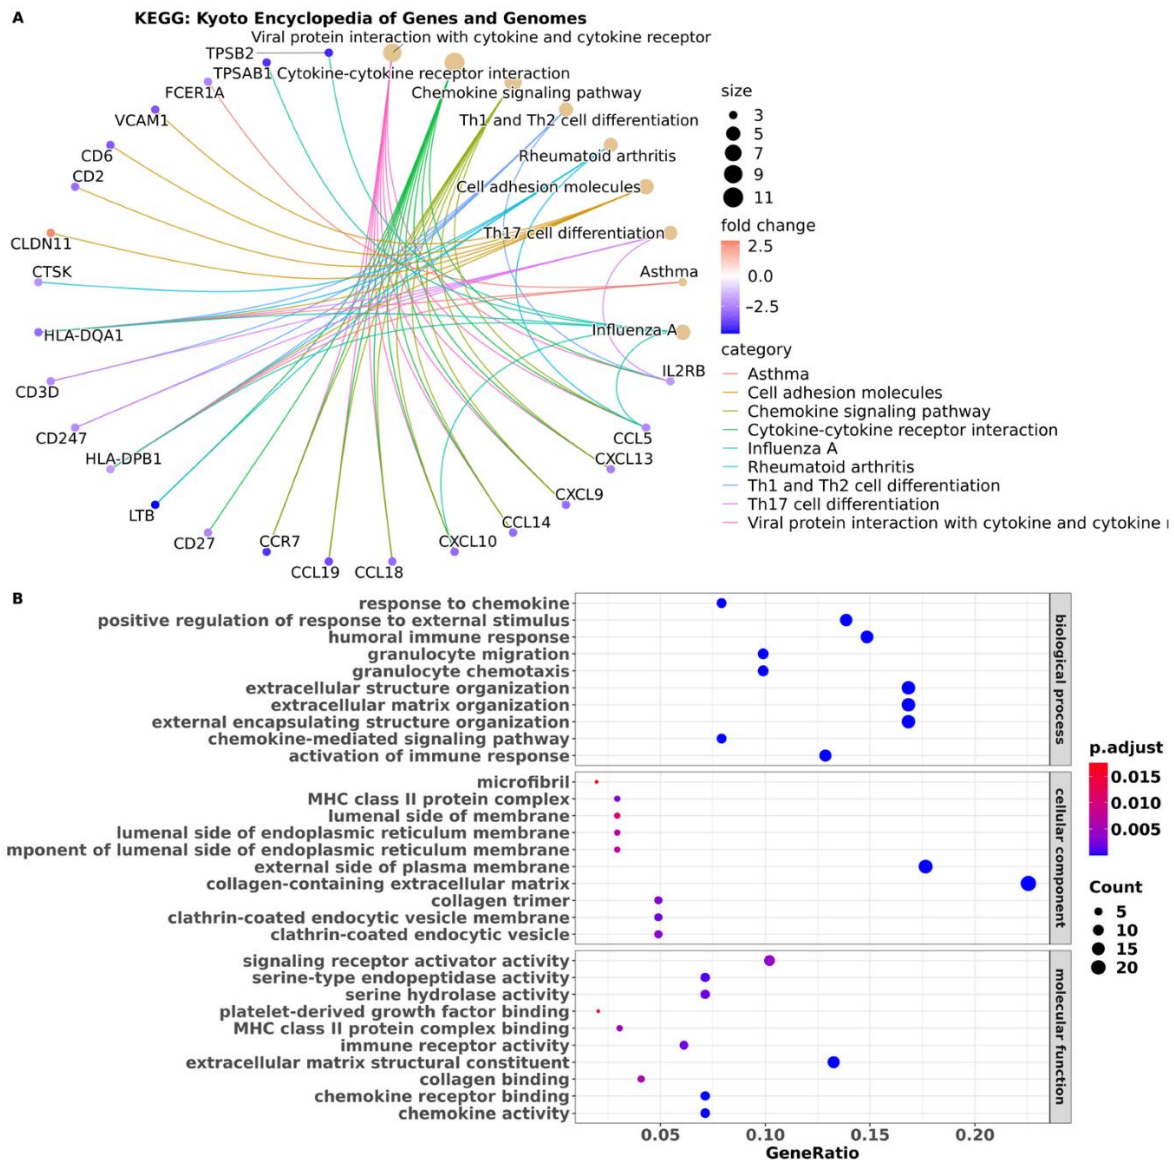 A
KEGG: Kyoto Encyclopedia of Genes and Genomes
Viral protein interaction with cytokine and cytokine receptor
TPSB2
TPSAB1
Cytokine-cytokine receptor interaction
FCER1A
Chemokine signaling pathway
VCAM1
Th1 and Th2 cell differentiation
CD6
Rheumatoid arthritis
CD2
Cell adhesion molecules
CLDN11
Th17 cell differentiation
CTSK
Asthma
HLA-DQA1
Influenza A
CD3D
IL2RB
CD247
CCL5
HLA-DPB1
CXCL13
LTB
CXCL9
CD27
CCL14
CCR7
CXCL10
CCL19
CCL18
size
3
5
7
9
11
fold change
2.5
0.0
−2.5
category
Asthma
Cell adhesion molecules
Chemokine signaling pathway
Cytokine-cytokine receptor interaction
Influenza A
Rheumatoid arthritis
Th1 and Th2 cell differentiation
Th17 cell differentiation
Viral protein interaction with cytokine and cytokine
B
response to chemokine
positive regulation of response to external stimulus
humoral immune response
granulocyte migration
granulocyte chemotaxis
extracellular structure organization
extracellular matrix organization
external encapsulating structure organization
chemokine-mediated signaling pathway
activation of immune response
biological process
microfibril
MHC class II protein complex
lumenal side of membrane
lumenal side of endoplasmic reticulum membrane
mponent of lumenal side of endoplasmic reticulum membrane
external side of plasma membrane
collagen-containing extracellular matrix
collagen trimer
clathrin-coated endocytic vesicle membrane
clathrin-coated endocytic vesicle
cellular component
signaling receptor activator activity
serine-type endopeptidase activity
serine hydrolase activity
platelet-derived growth factor binding
MHC class II protein complex binding
immune receptor activity
extracellular matrix structural constituent
collagen binding
chemokine receptor binding
chemokine activity
molecular function
0.05
0.10
0.15
0.20
GeneRatio
p.adjust
0.015
0.010
0.005
Count
5
10
15
20